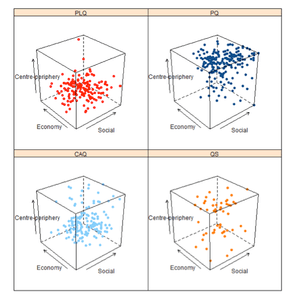 PLQ
PQ
Centre-periphery
Economy
Social
Centre-periphery
Economy
Social
CAQ
QS
Centre-periphery
Economy
Social
Centre-periphery
Economy
Social